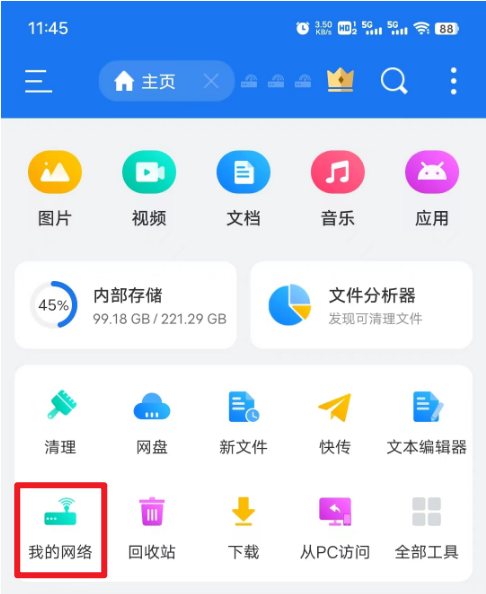 11:45
3.50 KB/s HD 1 2 5G 5G 88
主页
图片 视频 文档 音乐 应用
45% 内部存储 文件分析器
99.18 GB / 221.29 GB 发现可清理文件
清理 网盘 新文件 快传 文本编辑器
我的网络 回收站 下载 从PC访问 全部工具